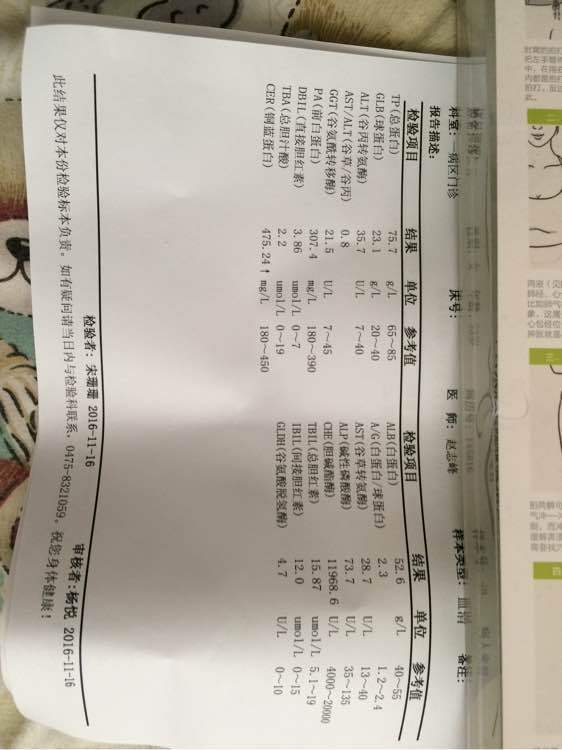 科室: 一病区门诊 床号: 医 师: 赵志峰 样本类型: 血清 备注:
报告描述:
检验项目 结果 单位 参考值 检验项目 结果 单位 参考值
TP(总蛋白) 75.7 g/L 65～85 ALB(白蛋白) 52.6 g/L 40～55
GLB(球蛋白) 23.1 g/L 20～40 A/G(白蛋白/球蛋白) 2.3 1.2～2.4
ALT(谷丙转氨酶) 35.7 U/L 7～40 AST(谷草转氨酶) 28.7 U/L 13～40
AST/ALT(谷草/谷丙) 0.8 ALP(碱性磷酸酶) 73.7 U/L 35～135
GGT(谷氨酰转移酶) 21.5 U/L 7～45 CHE(胆碱酯酶) 11968.6 U/L 4000～20000
PA(前白蛋白) 307.4 mg/L 180～390 TBIL(总胆红素) 15.87 umol/L 5.1～19
DBIL(直接胆红素) 3.86 umol/L 0～7 IBIL(间接胆红素) 12.0 umol/L 0～15
TBA(总胆汁酸) 2.2 umol/L 0～19 GLDH(谷氨酸脱氢酶) 4.7 U/L 0～10
CER(铜蓝蛋白) 475.24↑ mg/L 180～450
检验者: 宋珊珊 2016-11-16 审核者:杨悦 2016-11-16
此结果仅对本份检验标本负责。如有疑问请当日内与检验科联系, 0475-8321059。祝您身体健康!